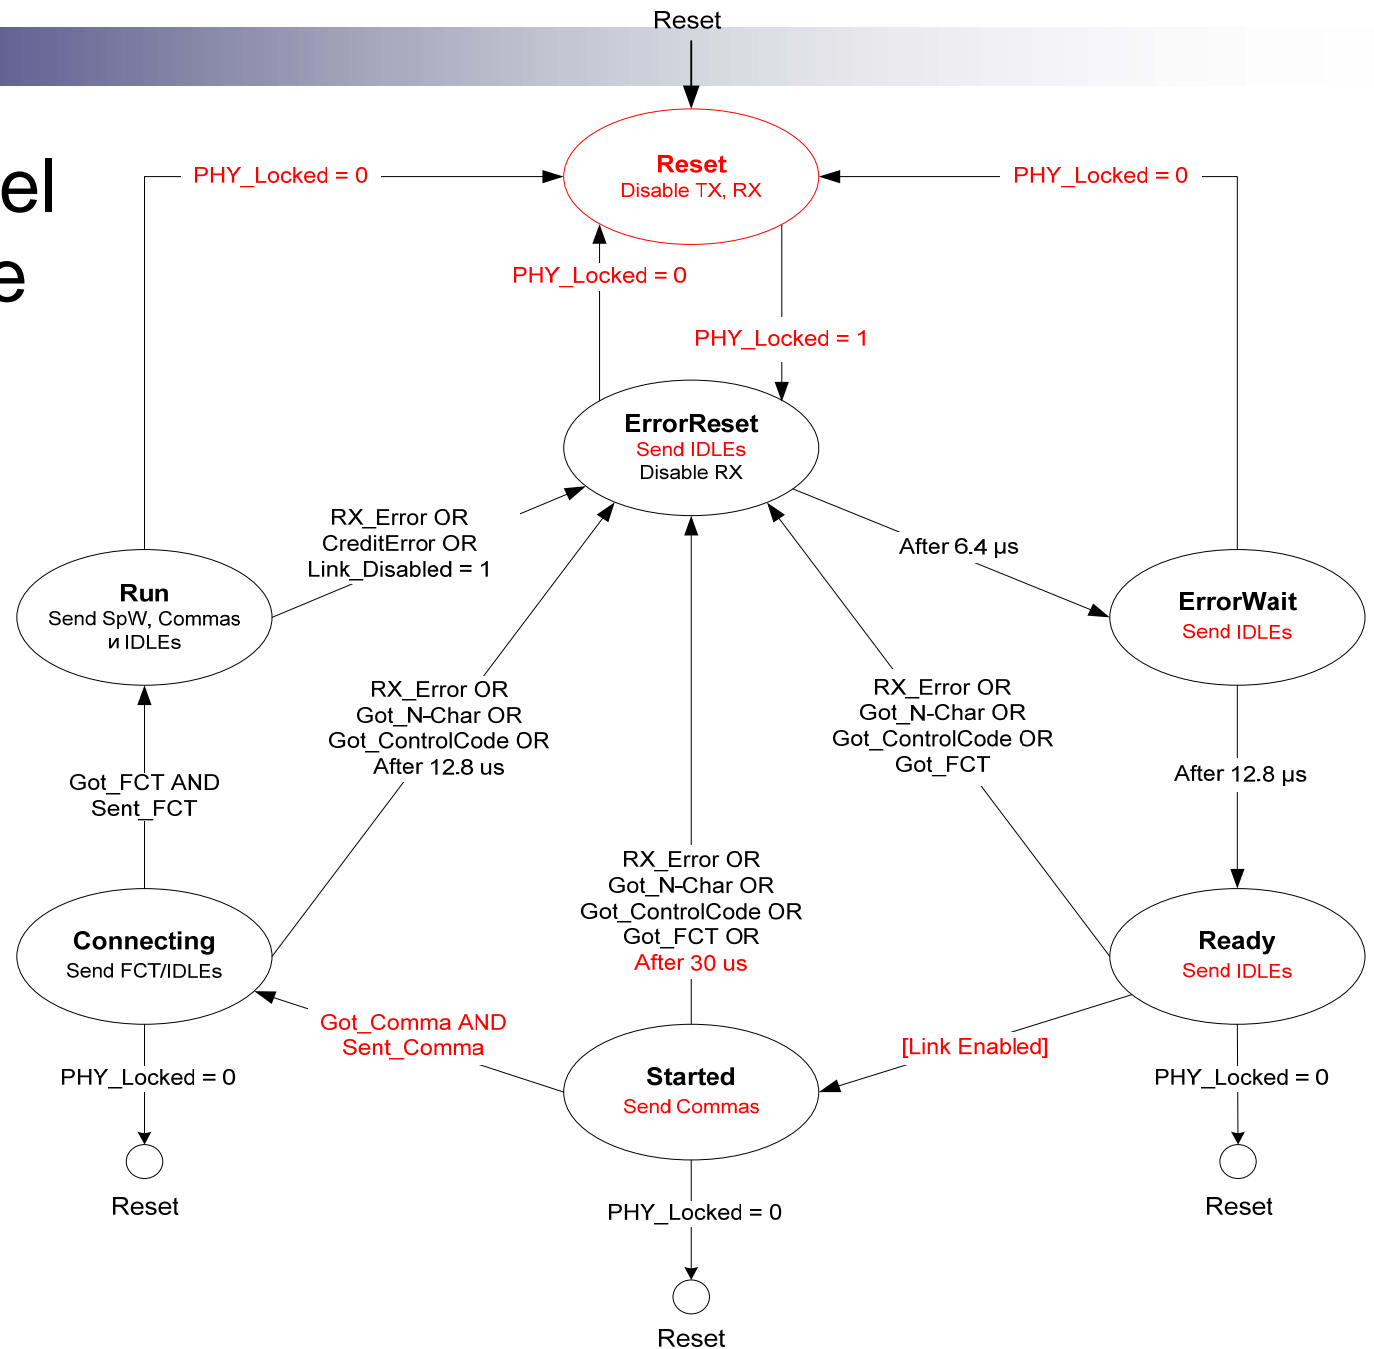 Reset
el
e
Reset
Disable TX, RX
PHY_Locked = 0
PHY_Locked = 0
PHY_Locked = 0
PHY_Locked = 1
ErrorReset
Send IDLEs
Disable RX
RX_Error OR
CreditError OR
Link_Disabled = 1
After 6.4 µs
Run
Send SpW, Commas
и IDLEs
ErrorWait
Send IDLEs
RX_Error OR
Got_N-Char OR
Got_ControlCode OR
After 12.8 us
RX_Error OR
Got_N-Char OR
Got_ControlCode OR
Got_FCT
Got_FCT AND
Sent_FCT
After 12.8 µs
RX_Error OR
Got_N-Char OR
Got_ControlCode OR
Got_FCT OR
After 30 us
Connecting
Send FCT/IDLEs
Ready
Send IDLEs
Got_Comma AND
Sent_Comma
[Link Enabled]
Started
Send Commas
PHY_Locked = 0
PHY_Locked = 0
Reset
Reset
PHY_Locked = 0
Reset